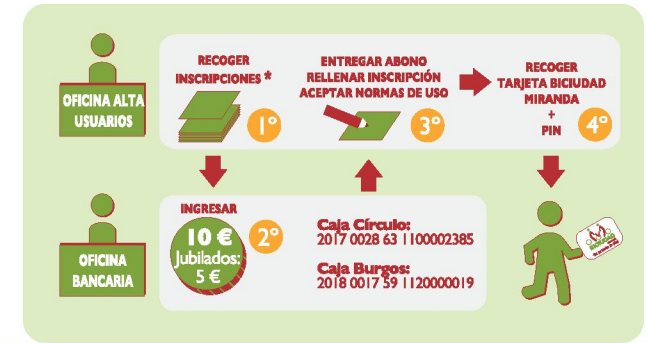 OFICINA ALTA
USUARIOS
RECOGER
INSCRIPCIONES *
1º
ENTREGAR ABONO
RELLENAR INSCRIPCIÓN
ACEPTAR NORMAS DE USO
3º
RECOGER
TARJETA BICIUDAD
MIRANDA
+
PIN
4º
OFICINA
BANCARIA
INGRESAR
10 €
Jubilados:
5 €
2º
Caja Círculo:
2017 0028 63 1100002385
Caja Burgos:
2018 0017 59 1120000019
BICIUDAD